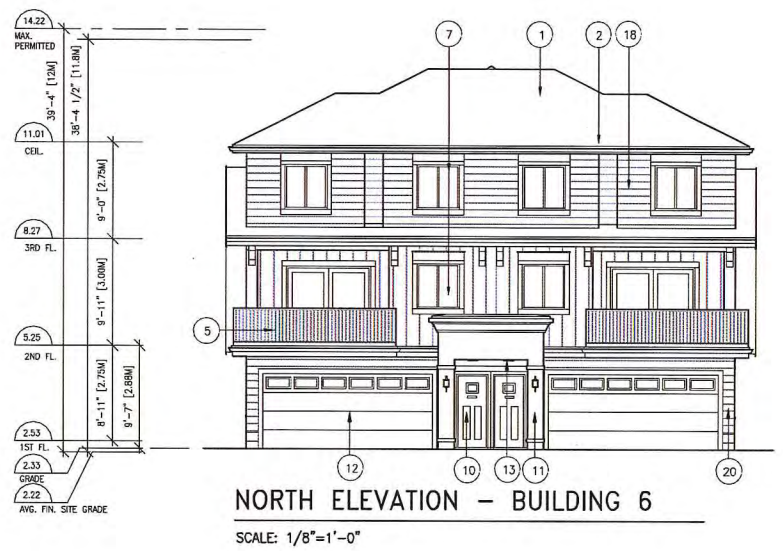 14.22
MAX.
PERMITTED
39'-4" [12M]
38'-4 1/2" [11.8M]
7
1
2
18
11.01
CEIL.
9'-0" [2.75M]
8.27
3RD FL.
9'-11" [3.00M]
5
5.25
2ND FL.
8'-11" [2.75M]
9'-7" [2.88M]
2.53
1ST FL.
2.33
GRADE
2.22
AVG. FIN. SITE GRADE
12
10
13
11
20
NORTH ELEVATION - BUILDING 6
SCALE: 1/8"=1'-0"